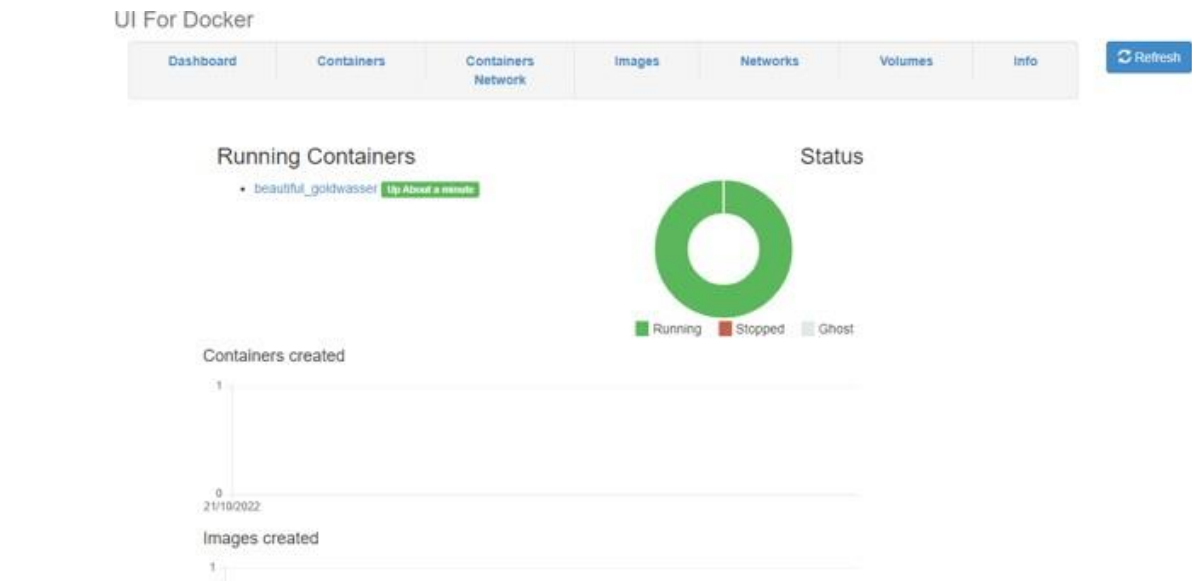 UI For Docker
Dashboard
Containers
Containers
Network
Images
Networks
Volumes
Info
Refresh
Running Containers
Status
• beautiful_goldwasser Up About a minute
Running Stopped Ghost
Containers created
1
0
21/10/2022
Images created
1